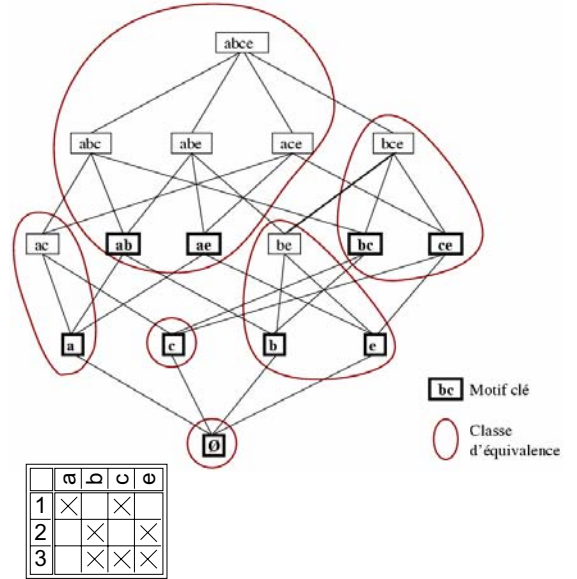 abce
abc abe ace bce
ac ab ae be bc ce
a c b e
bc Motif clé
Classe
d'équivalence
Ø
a b c e
1 × ×
2 × ×
3 × × ×